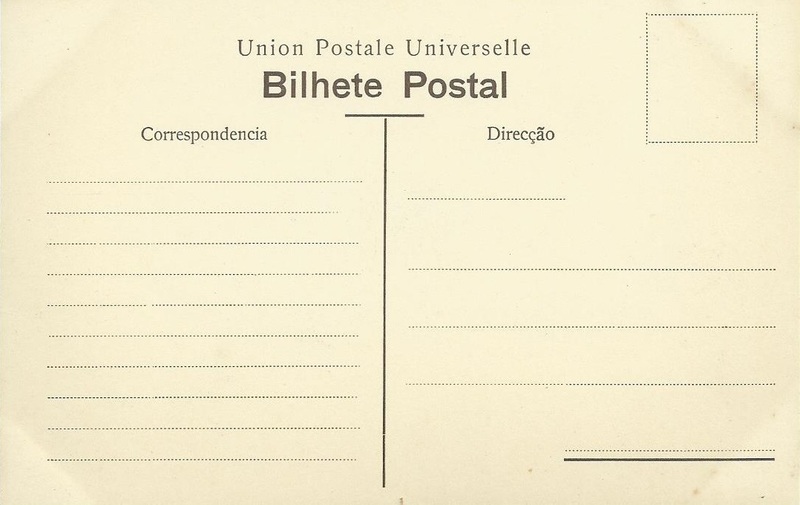 Union Postale Universelle
Bilhete Postal
Correspondencia
Direcção